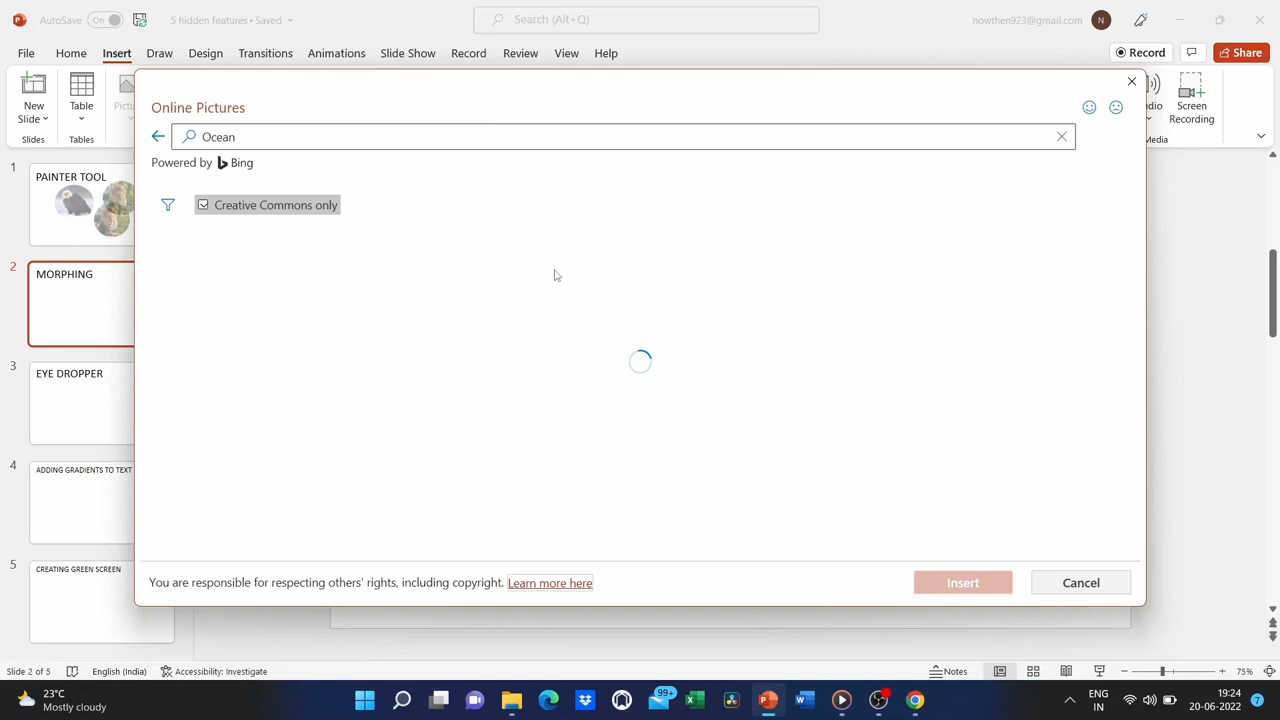 AutoSave On 5 hidden features • Saved Search (Alt+Q) nowthen923@gmail.com N
File Home Insert Draw Design Transitions Animations Slide Show Record Review View Help Record Share
New Slide
Table
Screen Recording
Slides Tables
Online Pictures
Ocean
Powered by Bing
Creative Commons only
1 PAINTER TOOL
2 MORPHING
3 EYE DROPPER
4 ADDING GRADIENTS TO TEXT
5 CREATING GREEN SCREEN
You are responsible for respecting others' rights, including copyright. Learn more here
Insert Cancel
Slide 2 of 5 English (India) Accessibility: Investigate Notes 75%
23°C
Mostly cloudy
99+
ENG
IN
19:24
20-06-2022
7